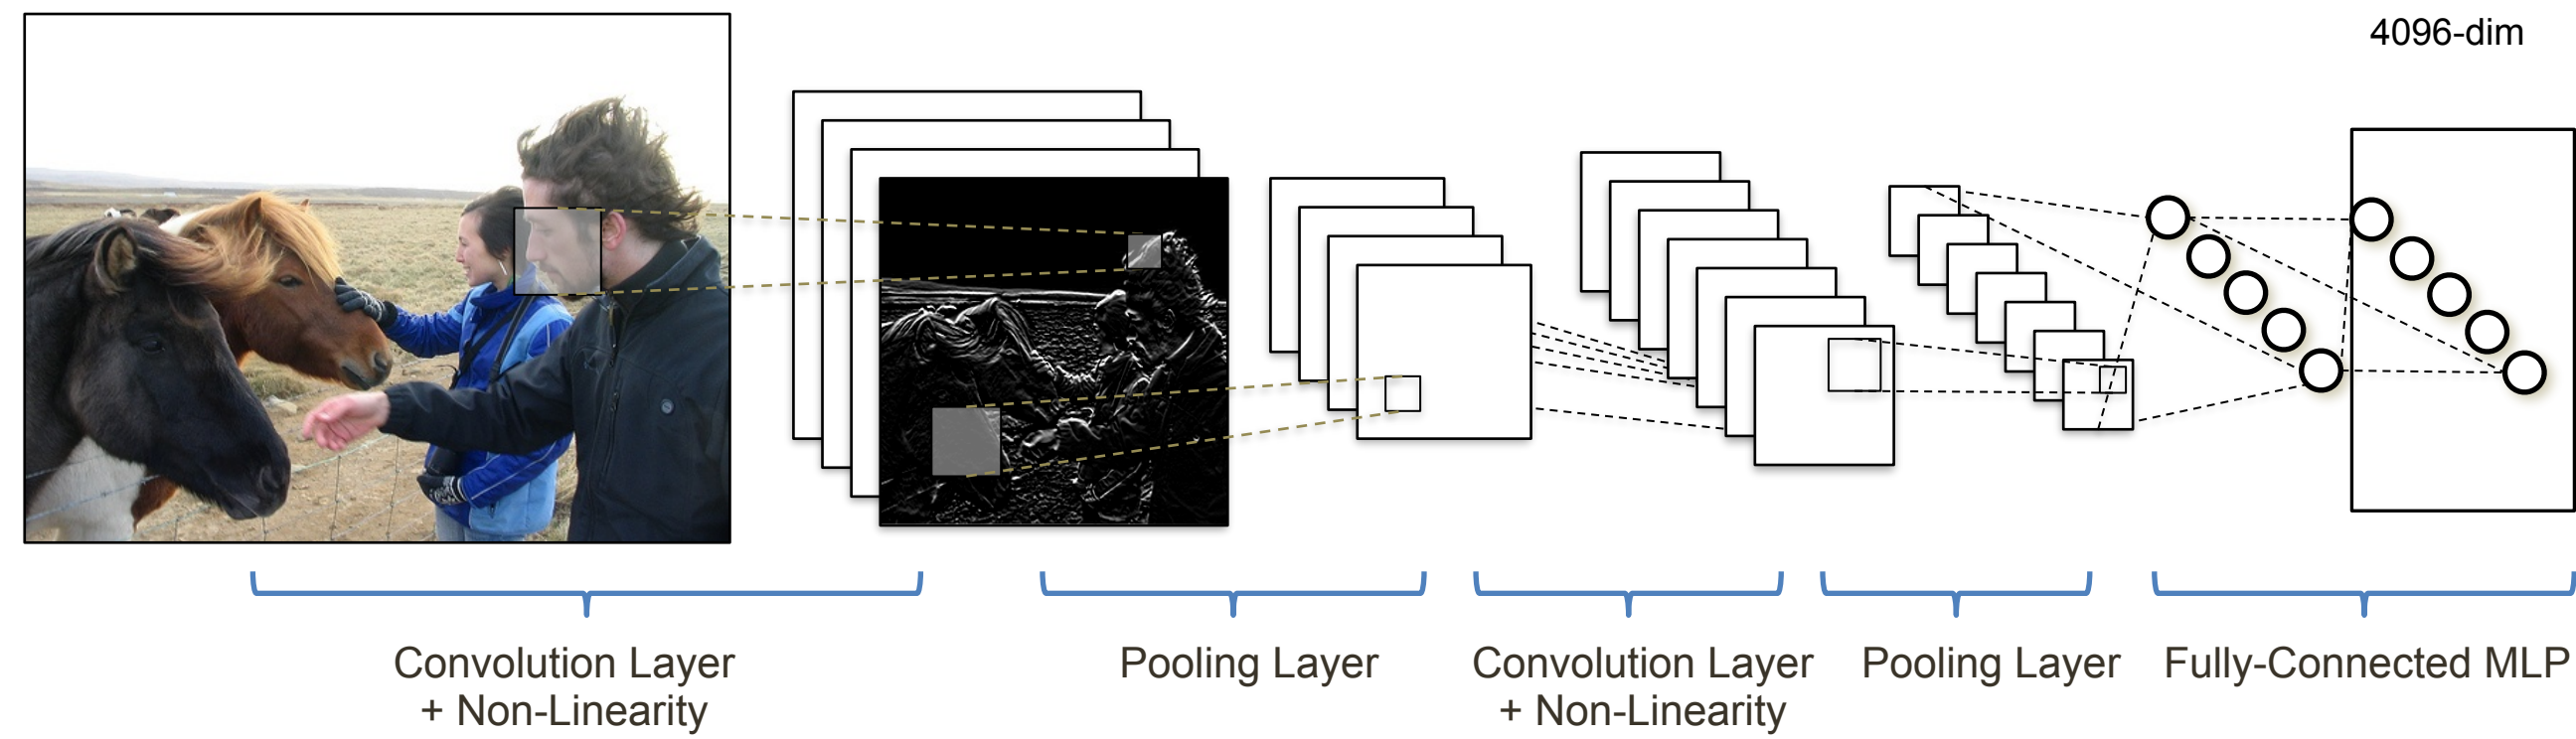 4096-dim
Convolution Layer
+ Non-Linearity
Pooling Layer
Convolution Layer
+ Non-Linearity
Pooling Layer
Fully-Connected MLP